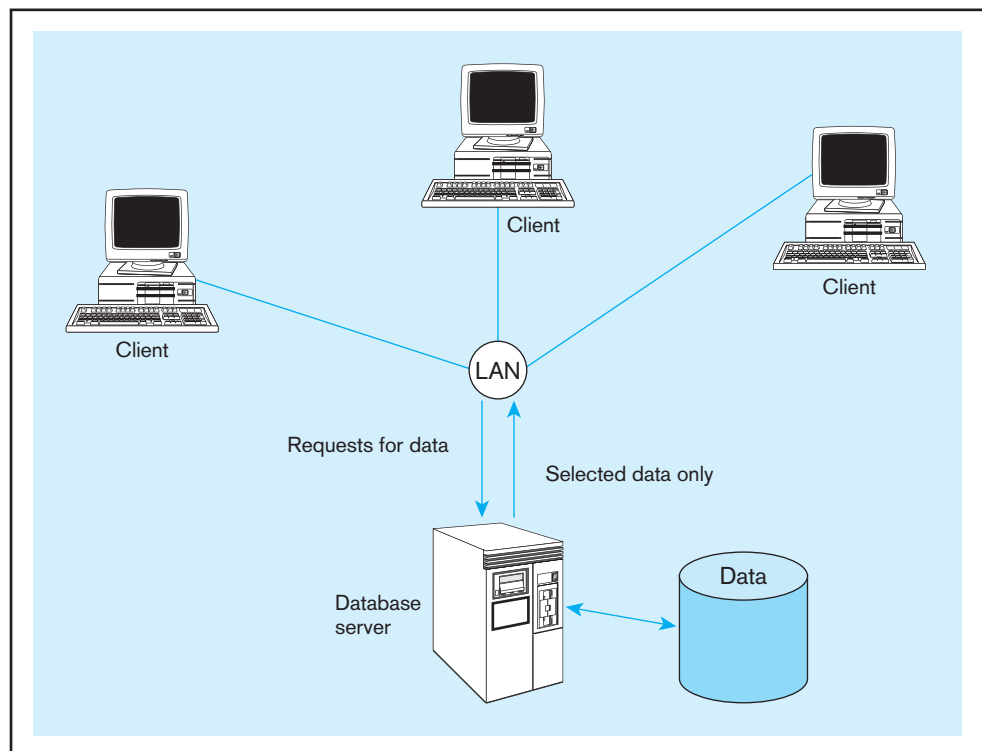 Client
Client
Client
LAN
Requests for data
Selected data only
Database
server
Data